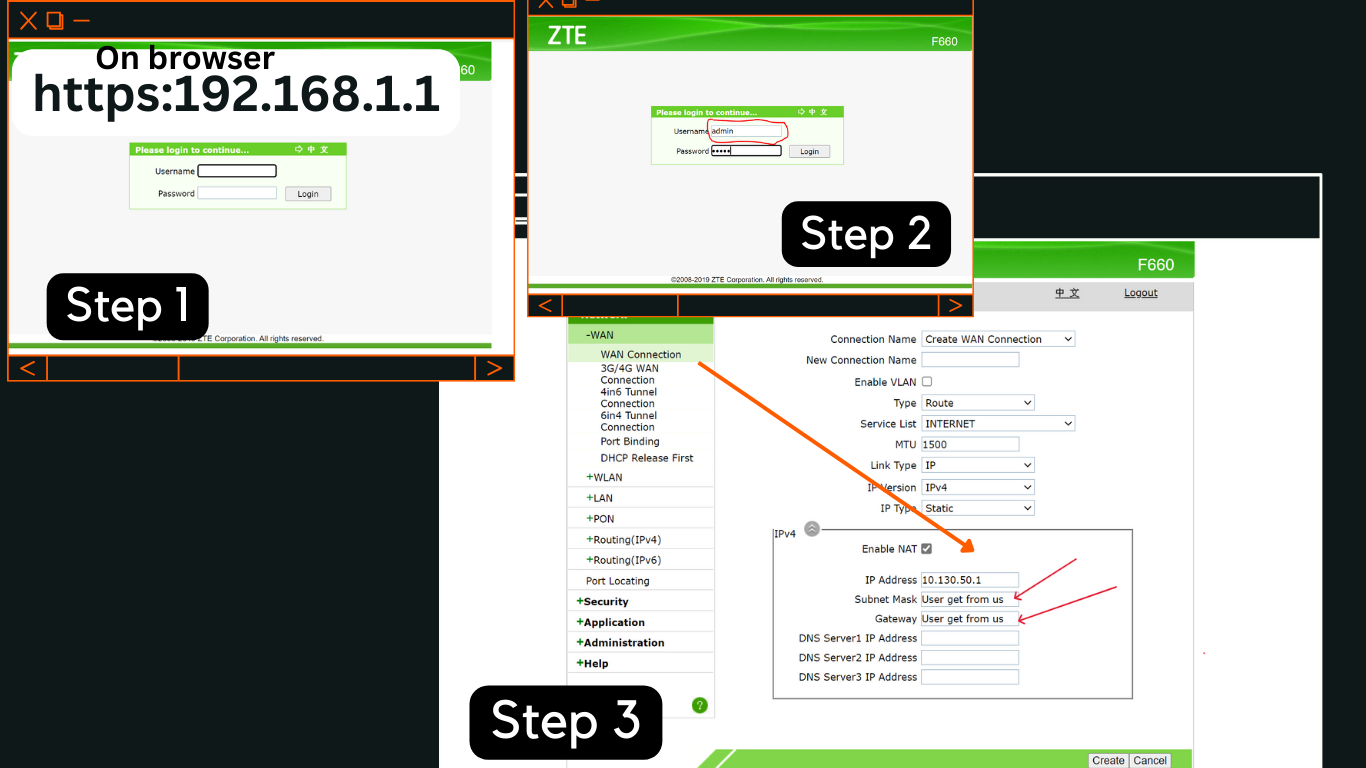 On browser
https:192.168.1.1
60
Please login to continue... 中 文
Username
Password Login
ZTE Corporation. All rights reserved.
Step 1
ZTE
F660
Please login to continue... 中 文
Username admin
Password ••••• Login
Step 2
©2008-2019 ZTE Corporation. All rights reserved.
F660
中 文 Logout
-WAN
WAN Connection
3G/4G WAN
Connection
4in6 Tunnel
Connection
6in4 Tunnel
Connection
Port Binding
DHCP Release First
+WLAN
+LAN
+PON
+Routing(IPv4)
+Routing(IPv6)
Port Locating
+Security
+Application
+Administration
+Help
?
Connection Name Create WAN Connection
New Connection Name
Enable VLAN
Type Route
Service List INTERNET
MTU 1500
Link Type IP
IP Version IPv4
IP Type Static
IPv4
Enable NAT
IP Address 10.130.50.1
Subnet Mask User get from us
Gateway User get from us
DNS Server1 IP Address
DNS Server2 IP Address
DNS Server3 IP Address
Step 3
Create Cancel